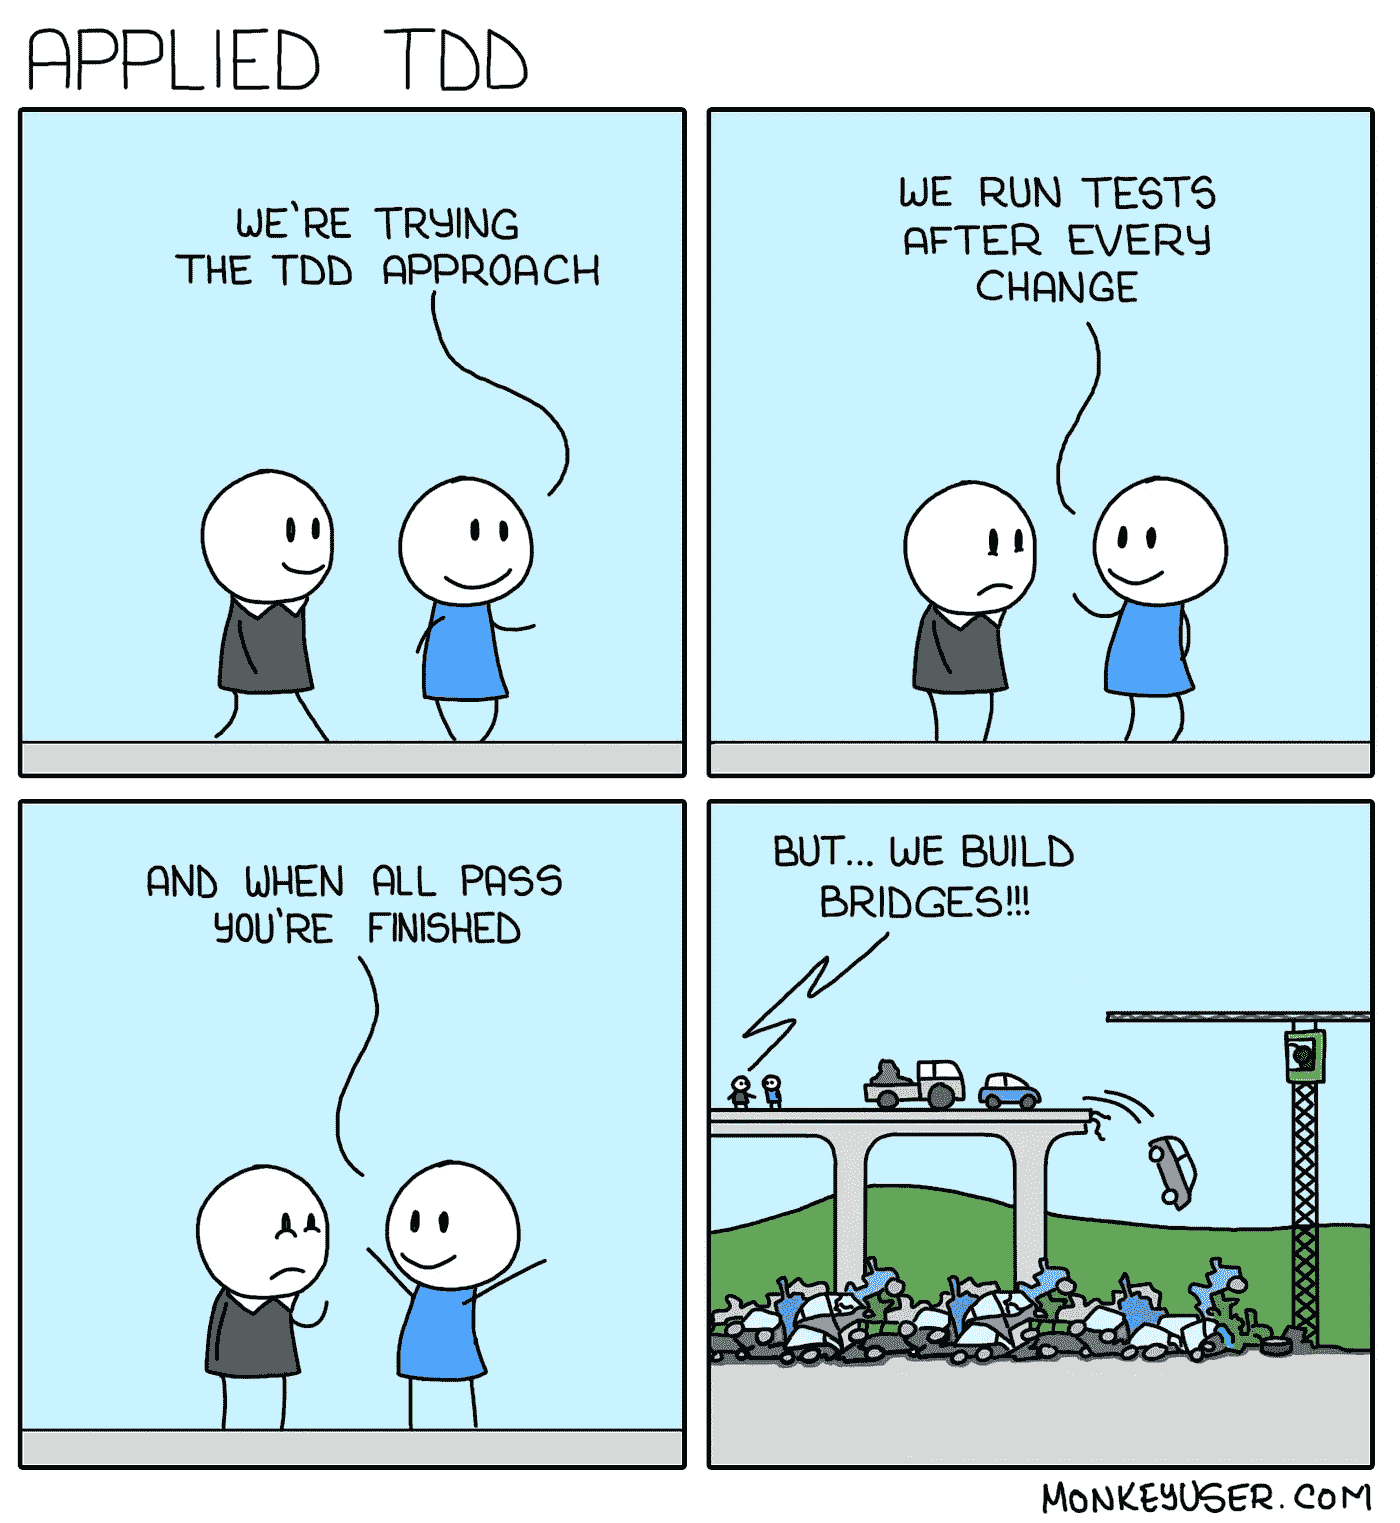 APPLIED TDD
WE'RE TRYING
THE TDD APPROACH
WE RUN TESTS
AFTER EVERY
CHANGE
AND WHEN ALL PASS
YOU'RE FINISHED
BUT... WE BUILD
BRIDGES!!!
MONKEYUSER.COM